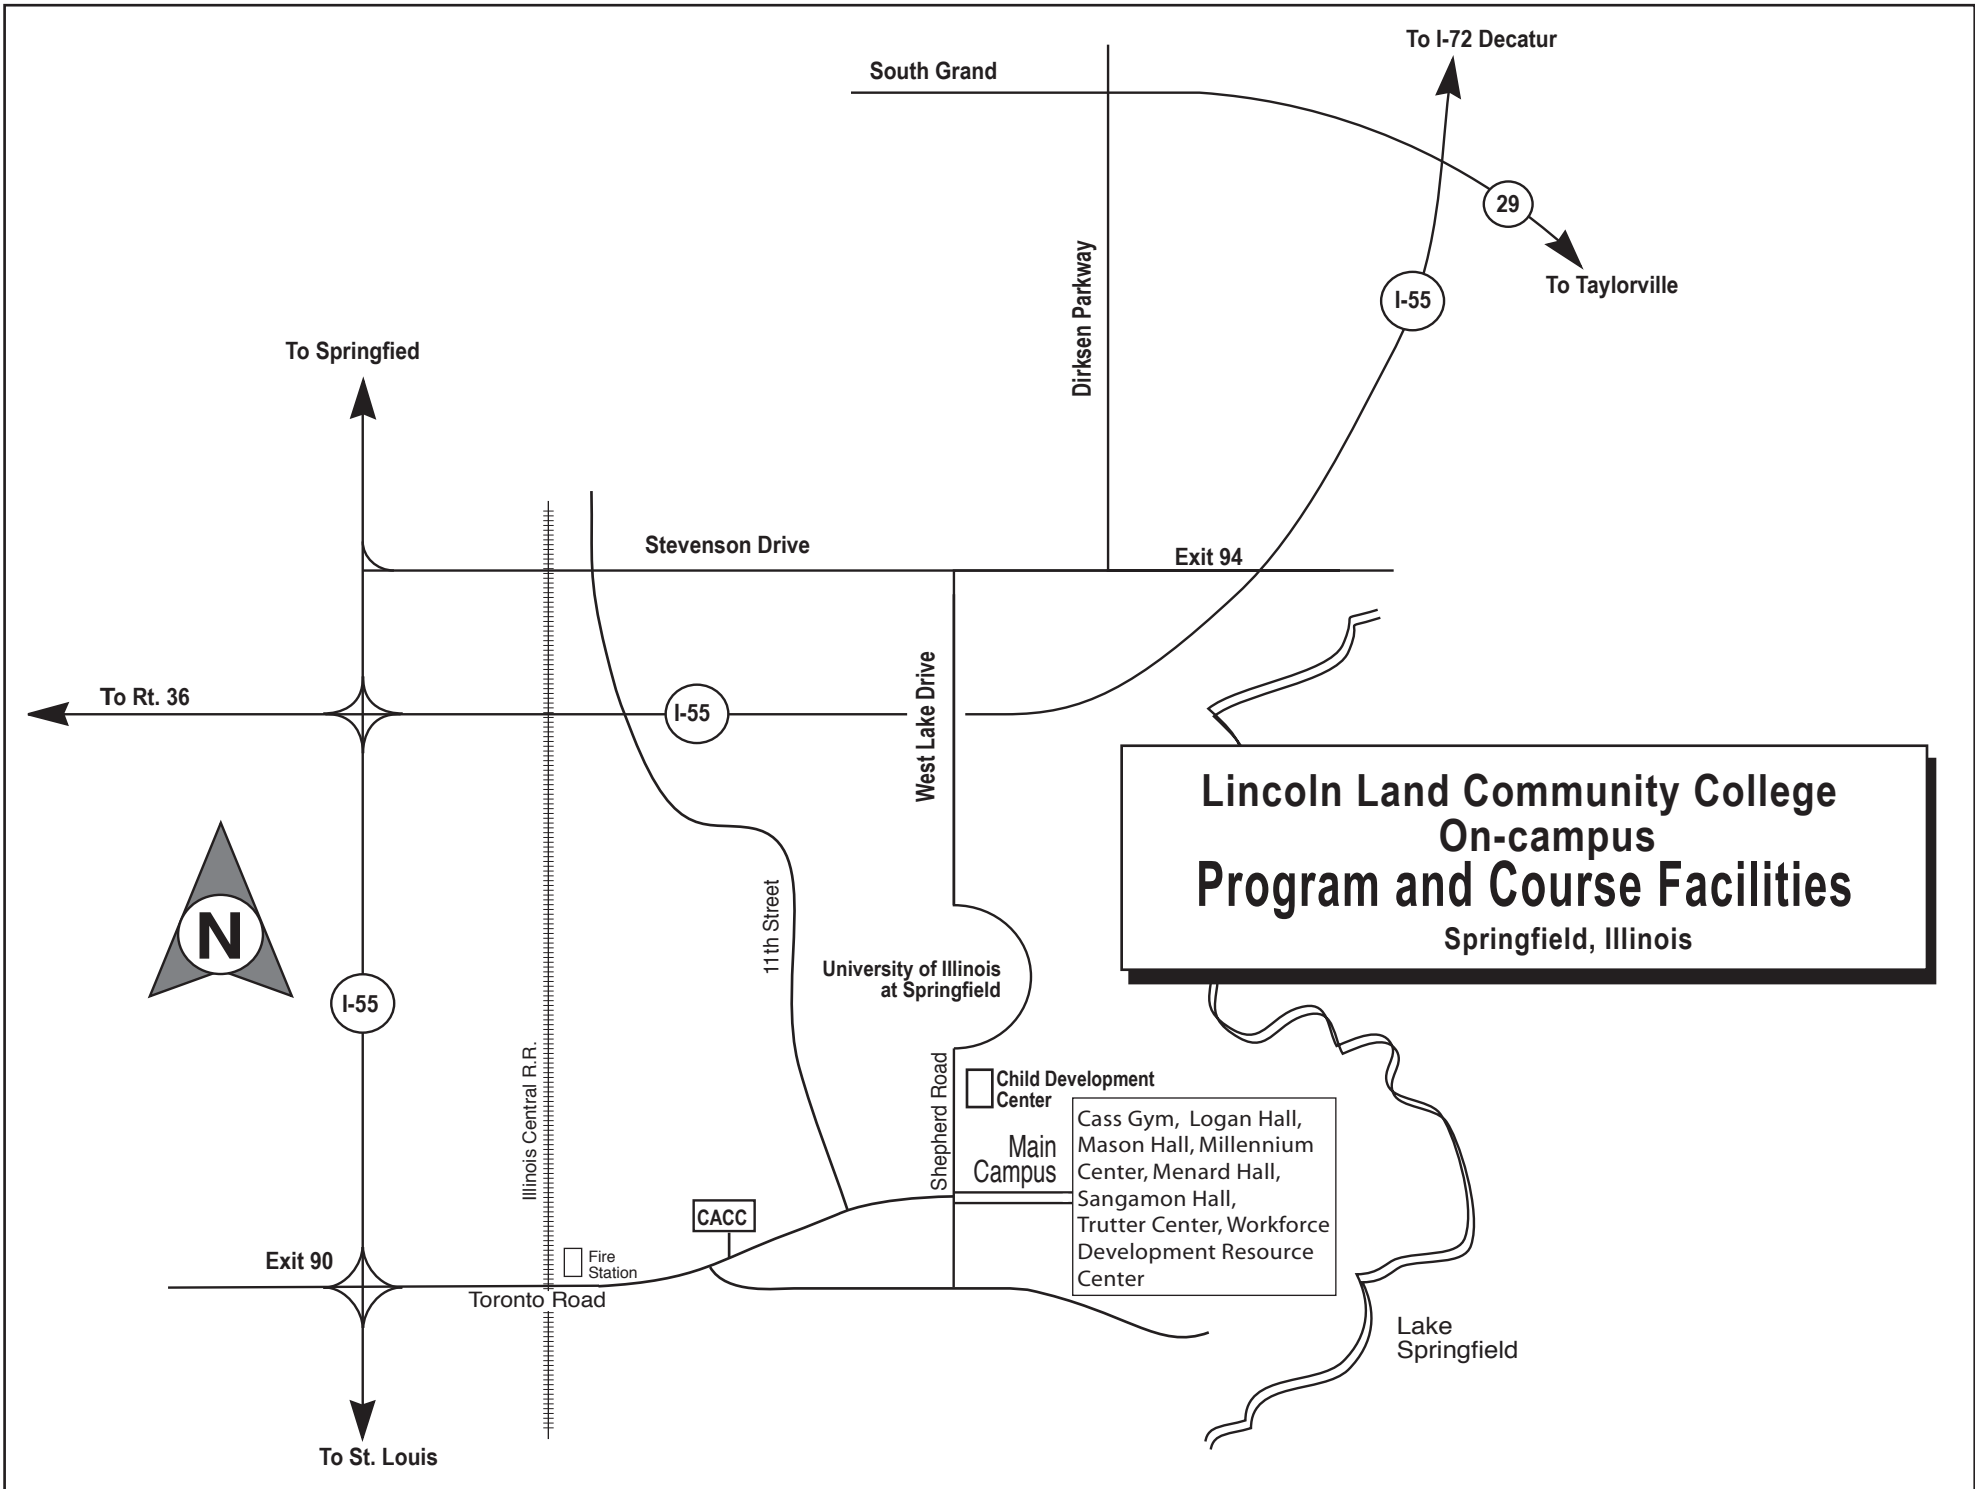 To I-72 Decatur
South Grand
29
To Taylorville
I-55
Dirksen Parkway
To Springfied
Stevenson Drive
Exit 94
To Rt. 36
I-55
West Lake Drive
Lincoln Land Community College
On-campus
Program and Course Facilities
Springfield, Illinois
N
I-55
11th Street
University of Illinois
at Springfield
Illinois Central R.R.
Shepherd Road
Child Development
Center
Main
Campus
Cass Gym, Logan Hall,
Mason Hall, Millennium
Center, Menard Hall,
Sangamon Hall,
Trutter Center, Workforce
Development Resource
Center
CACC
Exit 90
Fire
Station
Toronto Road
Lake
Springfield
To St. Louis